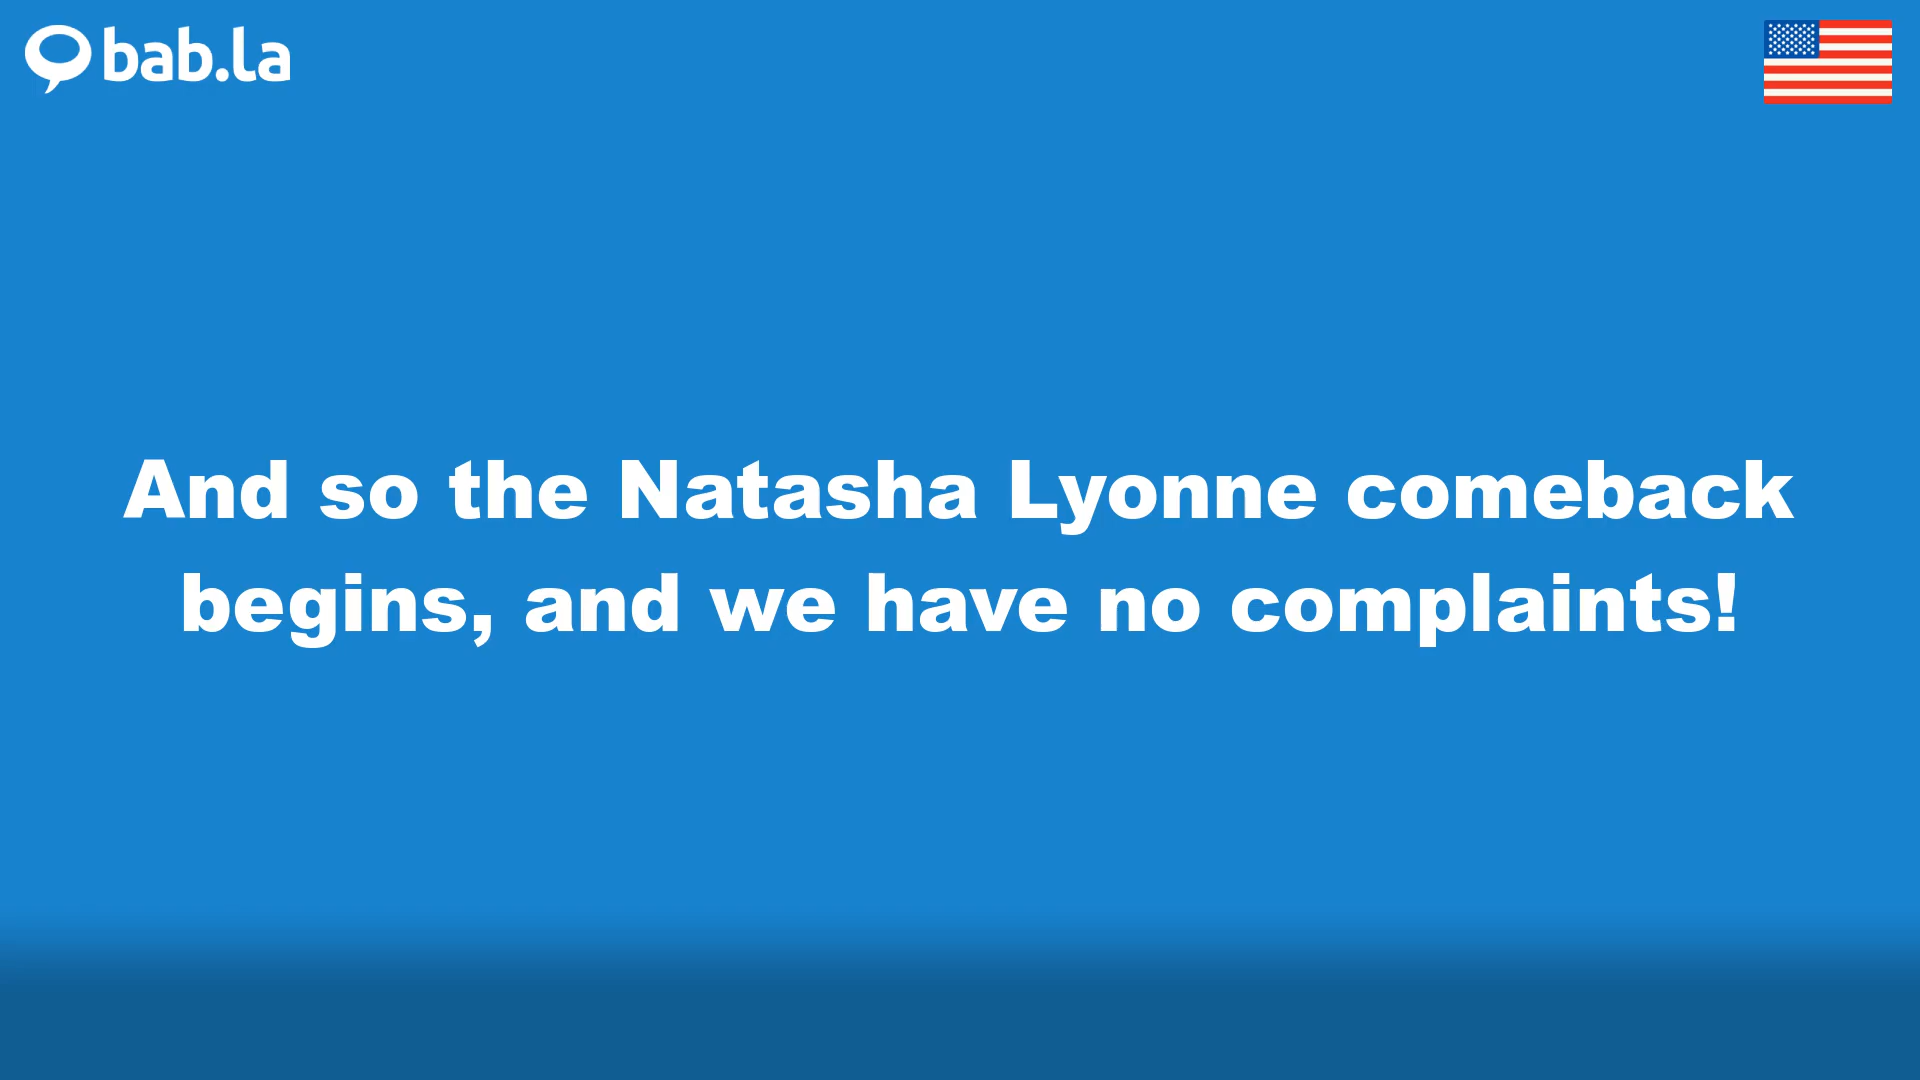 bab.la
And so the Natasha Lyonne comeback
begins, and we have no complaints!